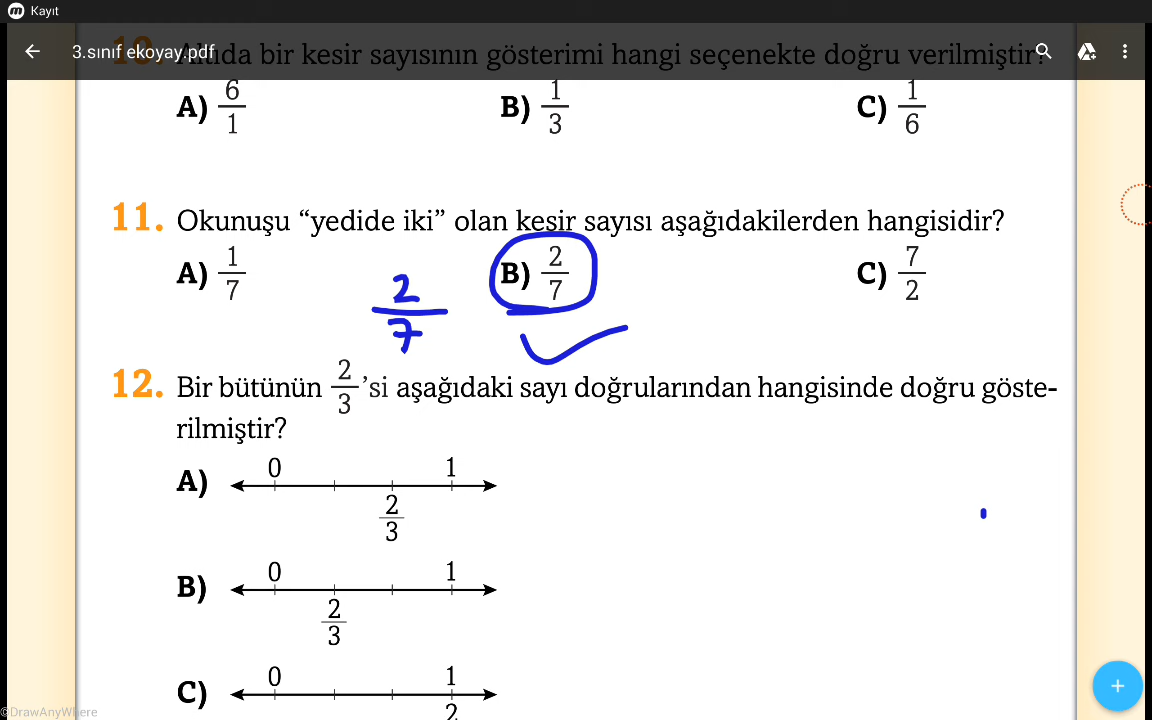 Kayıt
3.sınıf ekoyay.pdf
10. Altıda bir kesir sayısının gösterimi hangi seçenekte doğru verilmiştir?
A) 6/1 B) 1/3 C) 1/6
11. Okunuşu “yedide iki” olan kesir sayısı aşağıdakilerden hangisidir?
A) 1/7 B) 2/7 C) 7/2
2/7
12. Bir bütünün 2/3 ’si aşağıdaki sayı doğrularından hangisinde doğru göste-
rilmiştir?
A) 0 1
2/3
B) 0 1
2/3
C) 0 1
2
©DrawAnyWhere